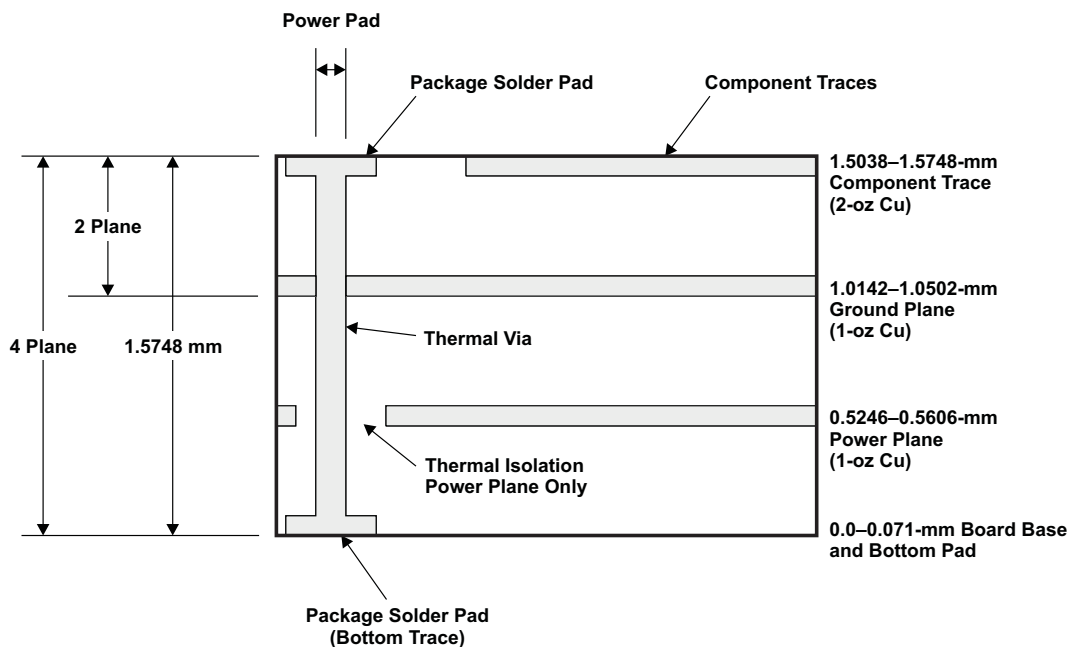 Power Pad
Package Solder Pad
Component Traces
1.5038–1.5748-mm
Component Trace
(2-oz Cu)
2 Plane
1.0142–1.0502-mm
Ground Plane
(1-oz Cu)
Thermal Via
4 Plane
1.5748 mm
0.5246–0.5606-mm
Power Plane
(1-oz Cu)
Thermal Isolation
Power Plane Only
0.0–0.071-mm Board Base
and Bottom Pad
Package Solder Pad
(Bottom Trace)